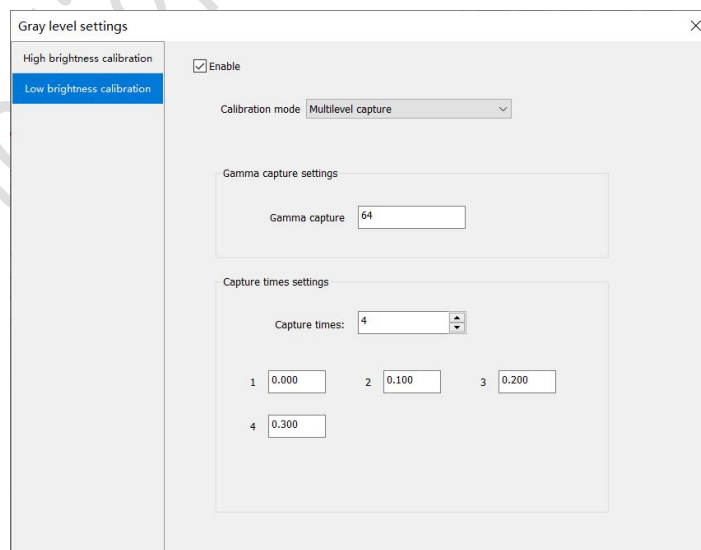 Gray level settings
High brightness calibration
Low brightness calibration
Enable
Calibration mode Multilevel capture
Gamma capture settings
Gamma capture 64
Capture times settings
Capture times: 4
1 0.000 2 0.100 3 0.200
4 0.300